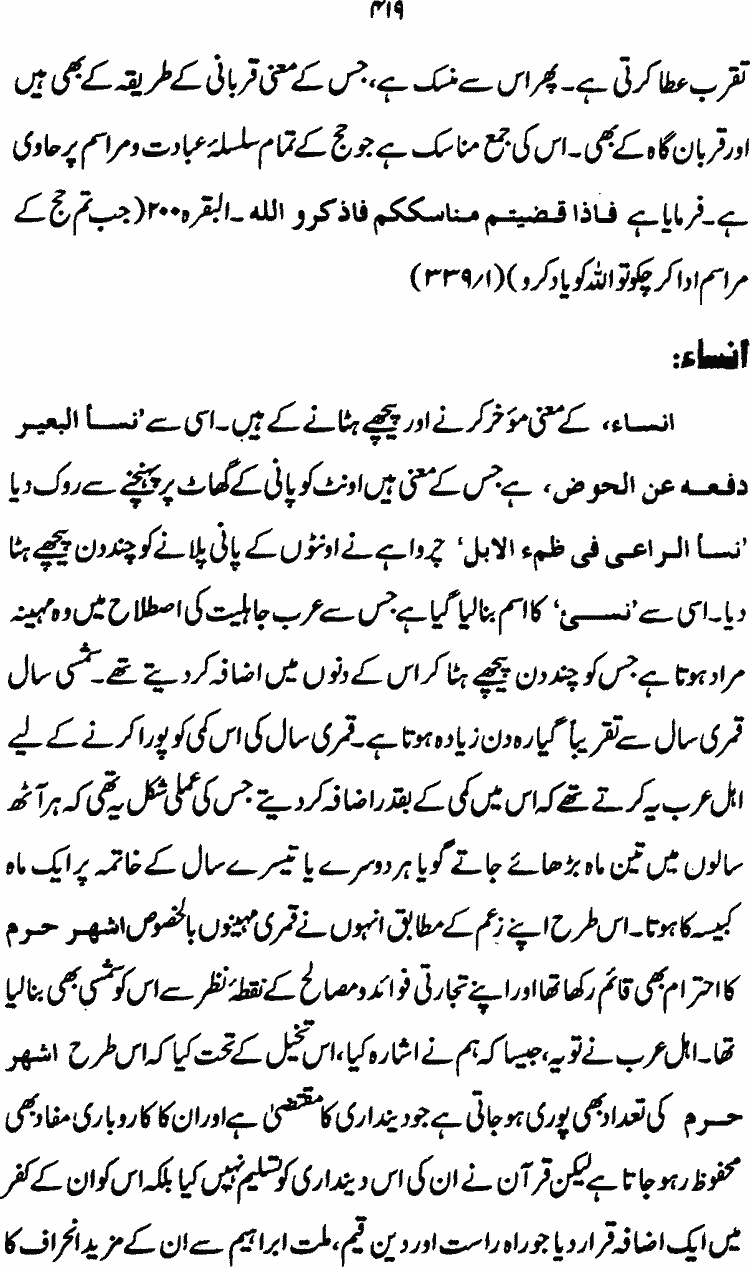 ۴۱۹
تقرب عطا کرتی ہے۔ پھر اس سے منسک ہے، جس کے معنی قربانی کے طریقہ کے بھی ہیں
اور قربان گاہ کے بھی۔ اس کی جمع مناسک ہے جو حج کے تمام سلسلۂ عبادت و مراسم پر حاوی
ہے۔ فرمایا ہے فاذا قضیتم مناسککم فاذکرو الله ۔البقرہ ۲۰۰ (جب تم حج کے
مراسم ادا کر چکو تو اللہ کو یاد کرو)(۳۳۹/۱)
أنساء:
انساء، کے معنی مؤخر کرنے اور پیچھے ہٹانے کے ہیں۔ اسی سے ’نسأ البعیر
دفعه عن الحوض، ہے جس کے معنی ہیں اونٹ کو پانی کے گھاٹ پر پہنچنے سے روک دیا
’نسأ الراعی فی ظمء الابل‘ چرواہے نے اونٹوں کے پانی پلانے کو چند دن پیچھے ہٹا
دیا۔ اسی سے ’نسئ‘ کا اسم بنا لیا گیا ہے جس سے عرب جاہلیت کی اصطلاح میں وہ مہینہ
مراد ہوتا ہے جس کو چند دن پیچھے ہٹا کر اس کے دنوں میں اضافہ کر دیتے تھے۔ شمسی سال
قمری سال سے تقریباً گیارہ دن زیادہ ہوتا ہے۔ قمری سال کی اس کمی کو پورا کرنے کے لیے
اہل عرب یہ کرتے تھے کہ اس میں کمی کے بقدر اضافہ کر دیتے جس کی عملی شکل یہ تھی کہ ہر آٹھ
سالوں میں تین ماہ بڑھائے جاتے گویا ہر دوسرے یا تیسرے سال کے خاتمہ پر ایک ماہ
کبیسہ کا ہوتا۔ اس طرح اپنے زعم کے مطابق انہوں نے قمری مہینوں بالخصوص اشهر حرم
کا احترام بھی قائم رکھا تھا اور اپنے تجارتی فوائد و مصالح کے نقطۂ نظر سے اس کو شمسی بھی بنا لیا
تھا۔ اہل عرب نے تو یہ، جیسا کہ ہم نے اشارہ کیا، اس تخیل کے تحت کیا کہ اس طرح اشهر
حرم کی تعداد بھی پوری ہو جاتی ہے جو دینداری کا مقتضیٰ ہے اور ان کا کاروباری مفاد بھی
محفوظ رہ جاتا ہے لیکن قرآن نے ان کی اس دینداری کو تسلیم نہیں کیا بلکہ اس کو ان کے کفر
میں ایک اضافہ قرار دیا جو راہ راست اور دین قیم، ملت ابراہیم سے ان کے مزید انحراف کا